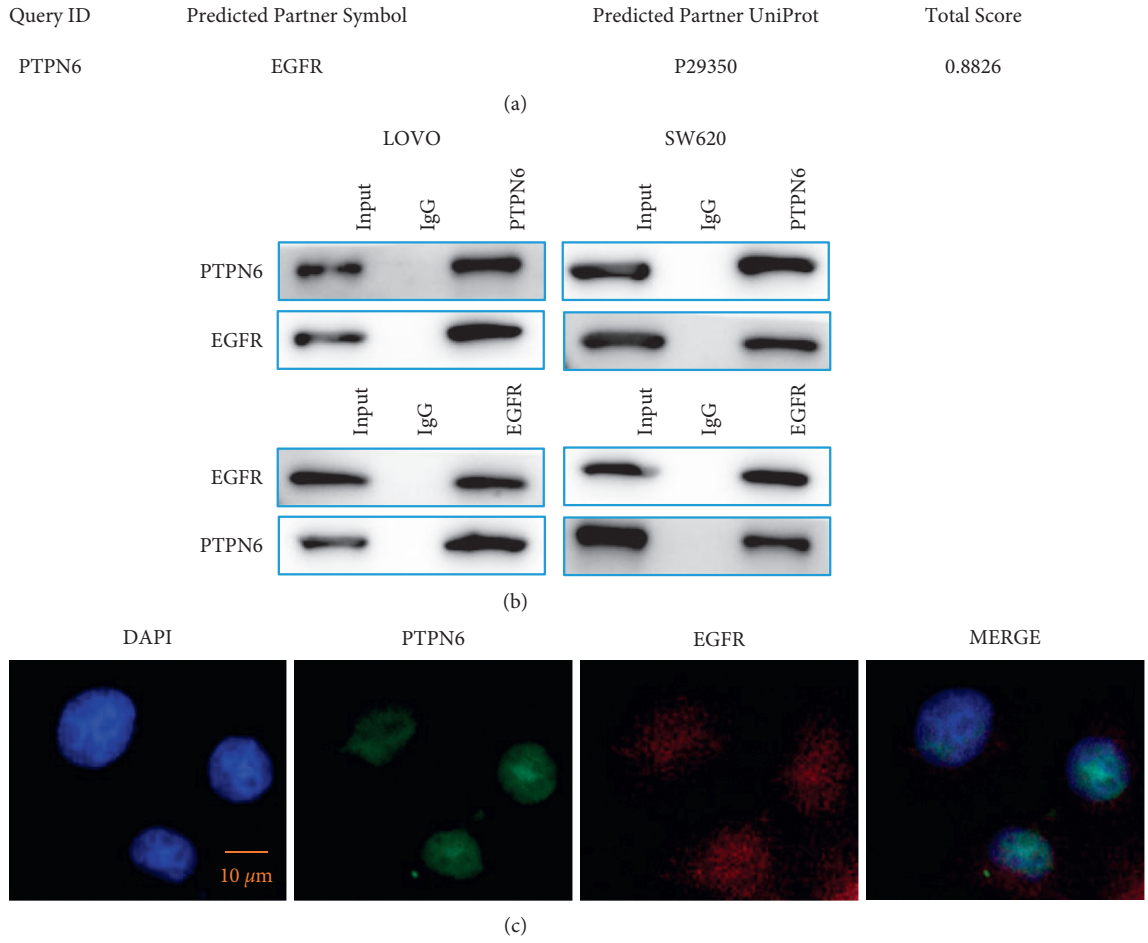 Query ID Predicted Partner Symbol Predicted Partner UniProt Total Score
PTPN6 EGFR P29350 0.8826
(a)
LOVO SW620
Input IgG PTPN6 Input IgG PTPN6
PTPN6
EGFR
Input IgG EGFR Input IgG EGFR
EGFR
PTPN6
(b)
DAPI PTPN6 EGFR MERGE
10 μm
(c)